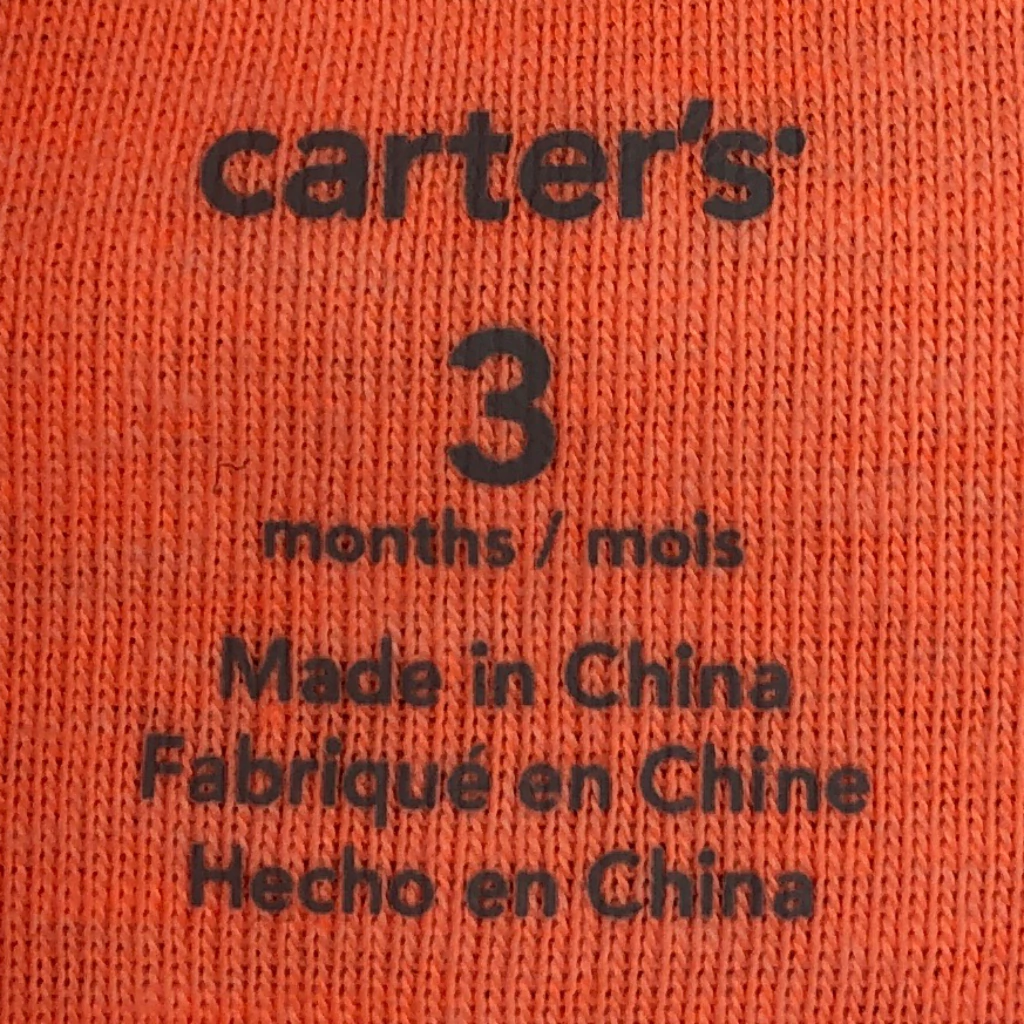 carter's
3
months / mois
Made in China
Fabriqué en Chine
Hecho en China